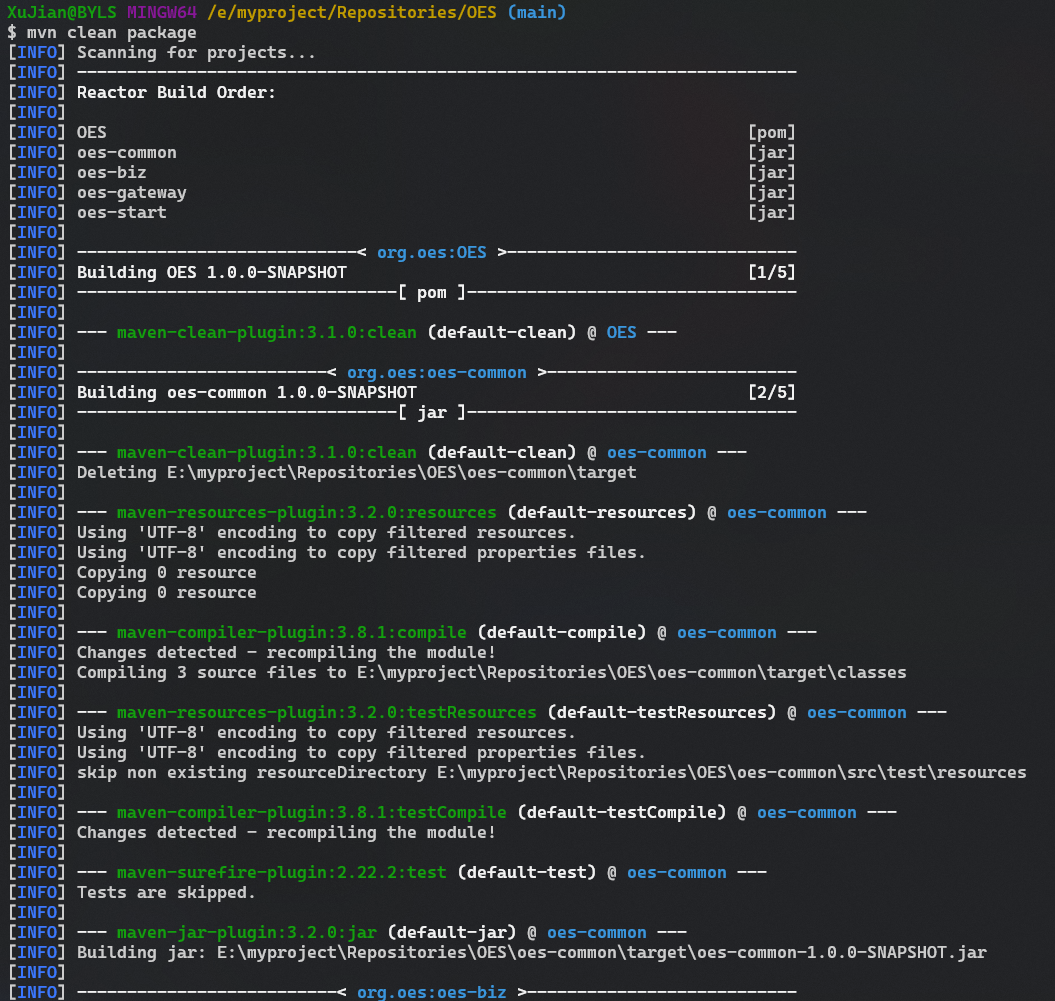 XuJian@BYLS MINGW64 /e/myproject/Repositories/OES (main)
$ mvn clean package
[INFO] Scanning for projects...
[INFO] ------------------------------------------------------------------------
[INFO] Reactor Build Order:
[INFO]
[INFO] OES                                                                [pom]
[INFO] oes-common                                                         [jar]
[INFO] oes-biz                                                            [jar]
[INFO] oes-gateway                                                        [jar]
[INFO] oes-start                                                          [jar]
[INFO]
[INFO] ----------------------------< org.oes:OES >-----------------------------
[INFO] Building OES 1.0.0-SNAPSHOT                                        [1/5]
[INFO] --------------------------------[ pom ]---------------------------------
[INFO]
[INFO] --- maven-clean-plugin:3.1.0:clean (default-clean) @ OES ---
[INFO]
[INFO] -------------------------< org.oes:oes-common >-------------------------
[INFO] Building oes-common 1.0.0-SNAPSHOT                                 [2/5]
[INFO] --------------------------------[ jar ]---------------------------------
[INFO]
[INFO] --- maven-clean-plugin:3.1.0:clean (default-clean) @ oes-common ---
[INFO] Deleting E:\myproject\Repositories\OES\oes-common\target
[INFO]
[INFO] --- maven-resources-plugin:3.2.0:resources (default-resources) @ oes-common ---
[INFO] Using 'UTF-8' encoding to copy filtered resources.
[INFO] Using 'UTF-8' encoding to copy filtered properties files.
[INFO] Copying 0 resource
[INFO] Copying 0 resource
[INFO]
[INFO] --- maven-compiler-plugin:3.8.1:compile (default-compile) @ oes-common ---
[INFO] Changes detected - recompiling the module!
[INFO] Compiling 3 source files to E:\myproject\Repositories\OES\oes-common\target\classes
[INFO]
[INFO] --- maven-resources-plugin:3.2.0:testResources (default-testResources) @ oes-common ---
[INFO] Using 'UTF-8' encoding to copy filtered resources.
[INFO] Using 'UTF-8' encoding to copy filtered properties files.
[INFO] skip non existing resourceDirectory E:\myproject\Repositories\OES\oes-common\src\test\resources
[INFO]
[INFO] --- maven-compiler-plugin:3.8.1:testCompile (default-testCompile) @ oes-common ---
[INFO] Changes detected - recompiling the module!
[INFO]
[INFO] --- maven-surefire-plugin:2.22.2:test (default-test) @ oes-common ---
[INFO] Tests are skipped.
[INFO]
[INFO] --- maven-jar-plugin:3.2.0:jar (default-jar) @ oes-common ---
[INFO] Building jar: E:\myproject\Repositories\OES\oes-common\target\oes-common-1.0.0-SNAPSHOT.jar
[INFO]
[INFO] --------------------------< org.oes:oes-biz >---------------------------